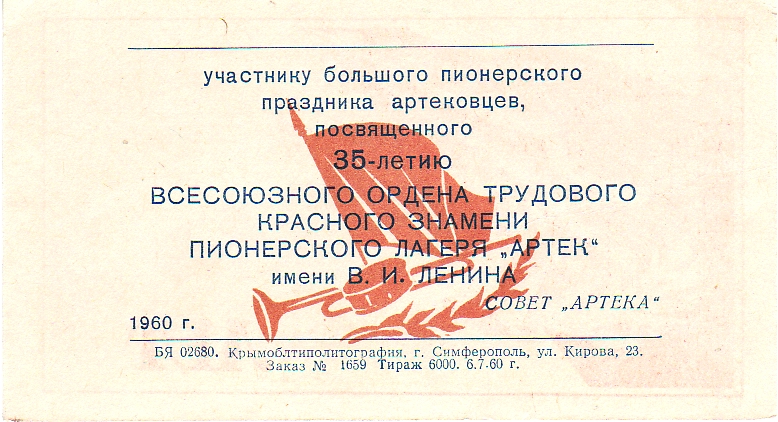 участнику большого пионерского
праздника артековцев,
посвященного
35-летию
ВСЕСОЮЗНОГО ОРДЕНА ТРУДОВОГО
КРАСНОГО ЗНАМЕНИ
ПИОНЕРСКОГО ЛАГЕРЯ „АРТЕК“
имени В. И. ЛЕНИНА
СОВЕТ „АРТЕКА“
1960 г.
БЯ 02680. Крымоблтиполитография, г. Симферополь, ул. Кирова, 23.
Заказ № 1659 Тираж 6000. 6.7-60 г.